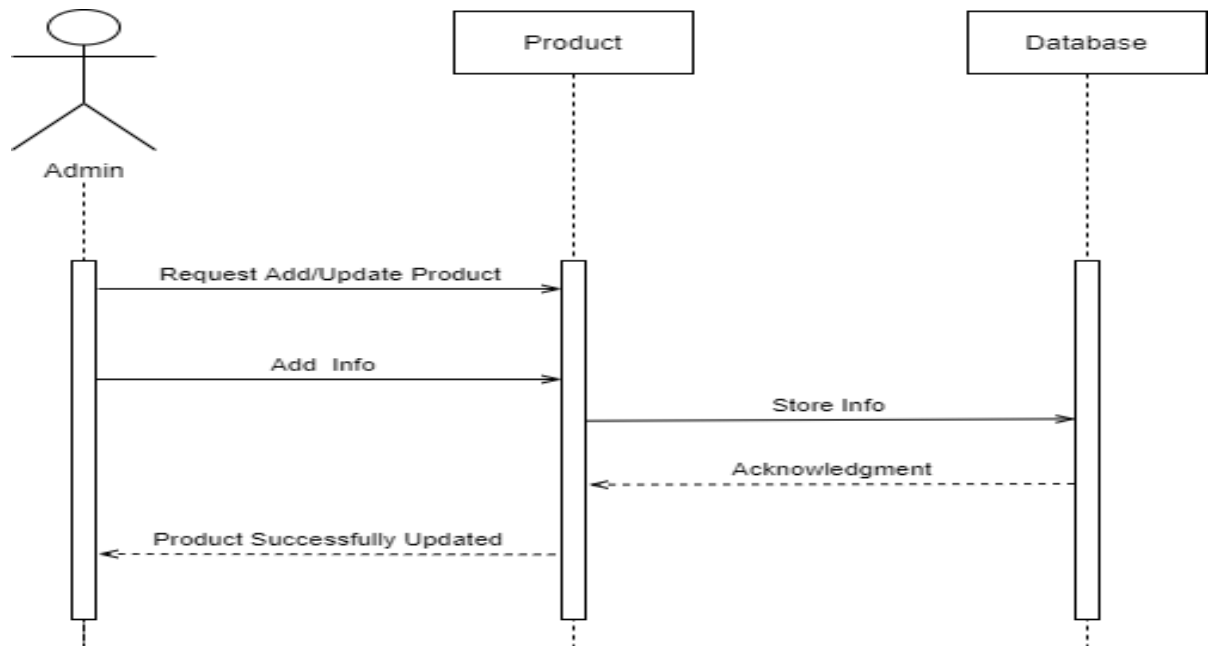 Product
Database
Admin
Request Add/Update Product
Add Info
Store Info
Acknowledgment
Product Successfully Updated